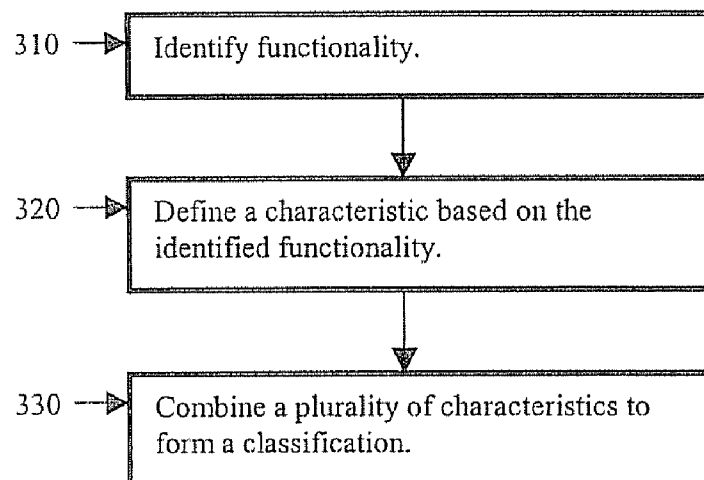 310
Identify functionality.
320
Define a characteristic based on the
identified functionality.
330
Combine a plurality of characteristics to
form a classification.